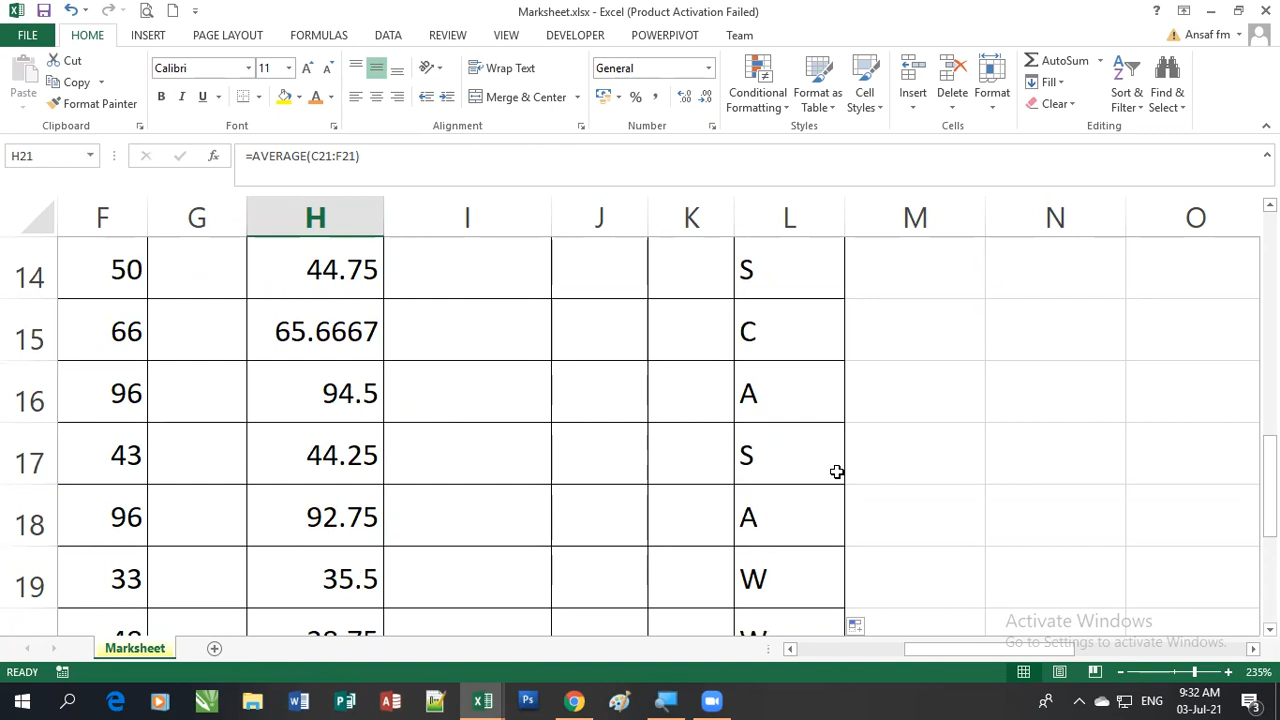 Marksheet.xlsx - Excel (Product Activation Failed)
FILE HOME INSERT PAGE LAYOUT FORMULAS DATA REVIEW VIEW DEVELOPER POWERPIVOT Team Ansaf fm
Cut
Copy
Format Painter
Paste
Clipboard
Calibri 11
B I U A
Font
Wrap Text
Merge & Center
Alignment
General
Number
Conditional Formatting
Format as Table
Cell Styles
Styles
Insert Delete Format
Cells
AutoSum
Fill
Clear
Sort & Filter
Find & Select
Editing
H21 fx =AVERAGE(C21:F21)
F G H I J K L M N O
14 50 44.75 S
15 66 65.6667 C
16 96 94.5 A
17 43 44.25 S
18 96 92.75 A
19 33 35.5 W
Activate Windows
Go to Settings to activate Windows.
Marksheet
READY 235%
ENG 9:32 AM
03-Jul-21 3